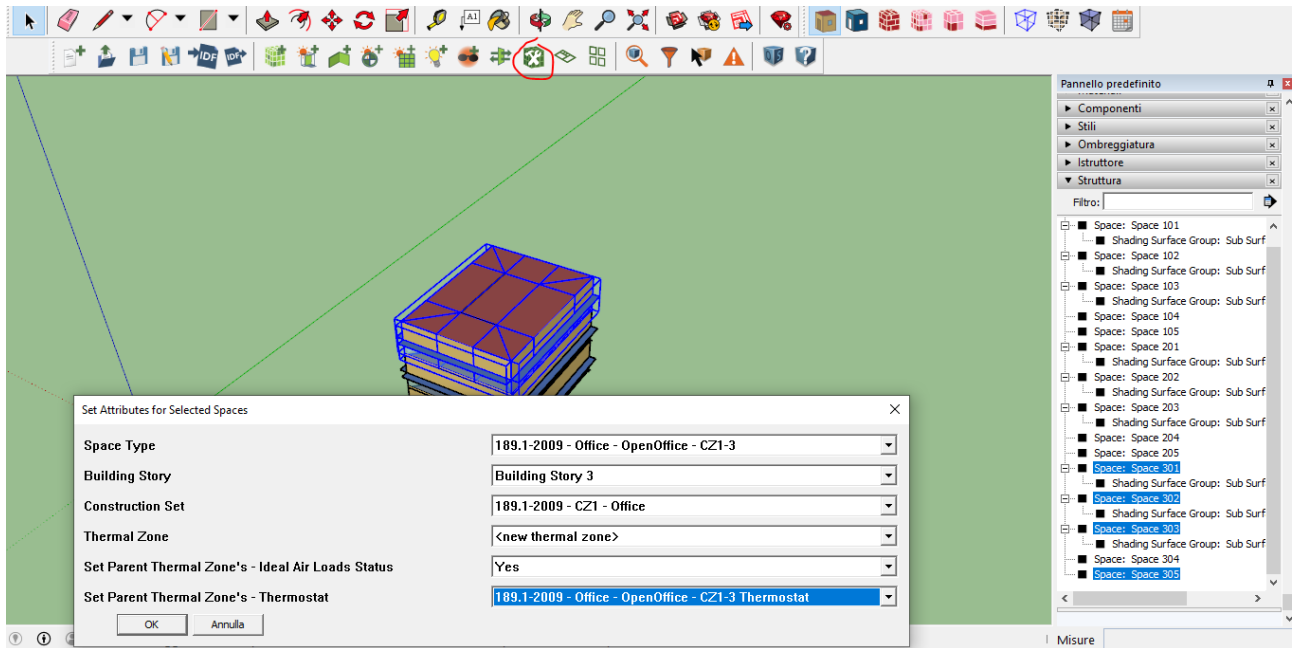 A1
IDF
IDF+
Pannello predefinito
Componenti
Stili
Ombreggiatura
Istruttore
Struttura
Filtro:
Space: Space 101
Shading Surface Group: Sub Surf
Space: Space 102
Shading Surface Group: Sub Surf
Space: Space 103
Shading Surface Group: Sub Surf
Space: Space 104
Space: Space 105
Space: Space 201
Shading Surface Group: Sub Surf
Space: Space 202
Shading Surface Group: Sub Surf
Space: Space 203
Shading Surface Group: Sub Surf
Space: Space 204
Space: Space 205
Space: Space 301
Shading Surface Group: Sub Surf
Space: Space 302
Shading Surface Group: Sub Surf
Space: Space 303
Shading Surface Group: Sub Surf
Space: Space 304
Space: Space 305
Set Attributes for Selected Spaces
Space Type 189.1-2009 - Office - OpenOffice - CZ1-3
Building Story Building Story 3
Construction Set 189.1-2009 - CZ1 - Office
Thermal Zone <new thermal zone>
Set Parent Thermal Zone's - Ideal Air Loads Status Yes
Set Parent Thermal Zone's - Thermostat 189.1-2009 - Office - OpenOffice - CZ1-3 Thermostat
OK Annulla
Misure